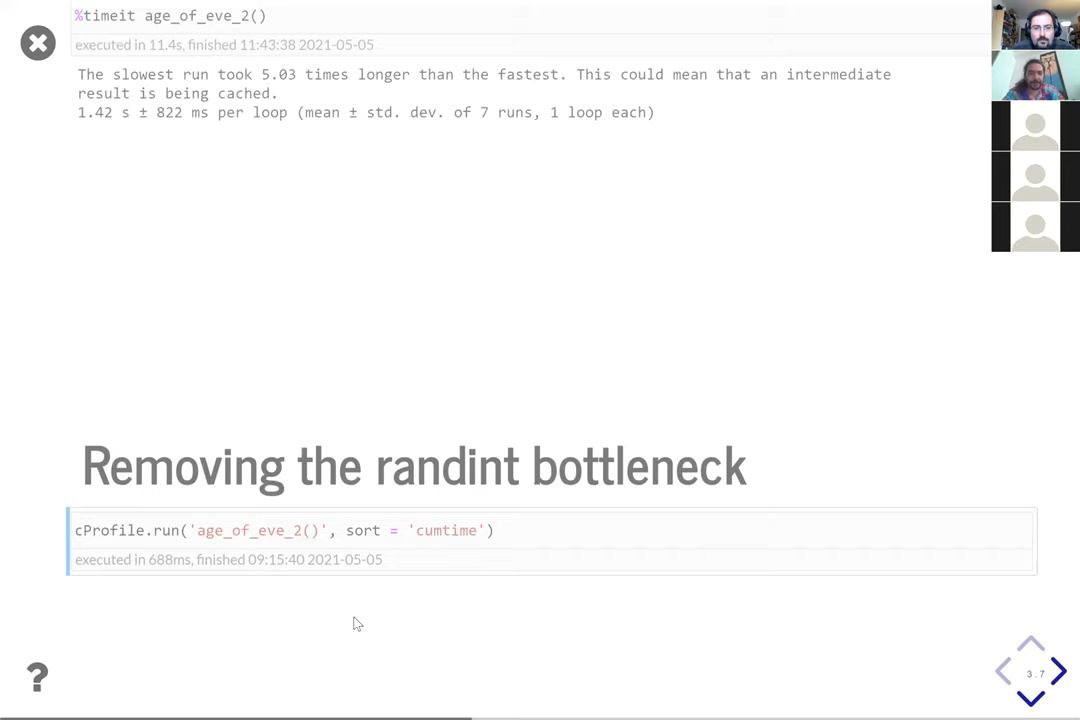 %timeit age_of_eve_2()
executed in 11.4s, finished 11:43:38 2021-05-05
The slowest run took 5.03 times longer than the fastest. This could mean that an intermediate
result is being cached.
1.42 s ± 822 ms per loop (mean ± std. dev. of 7 runs, 1 loop each)
Removing the randint bottleneck
cProfile.run('age_of_eve_2()', sort = 'cumtime')
executed in 688ms, finished 09:15:40 2021-05-05
?
3.7